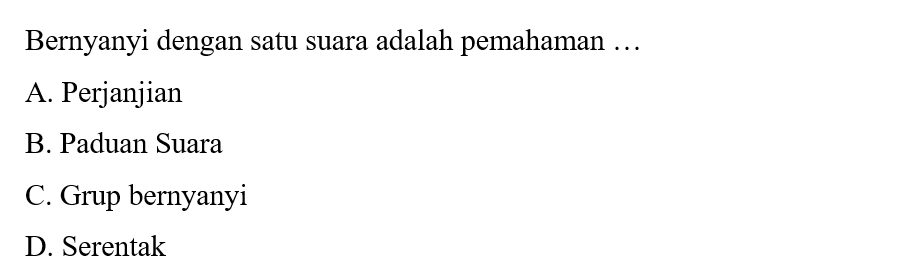 Bernyanyi dengan satu suara adalah pemahaman …
A. Perjanjian
B. Paduan Suara
C. Grup bernyanyi
D. Serentak